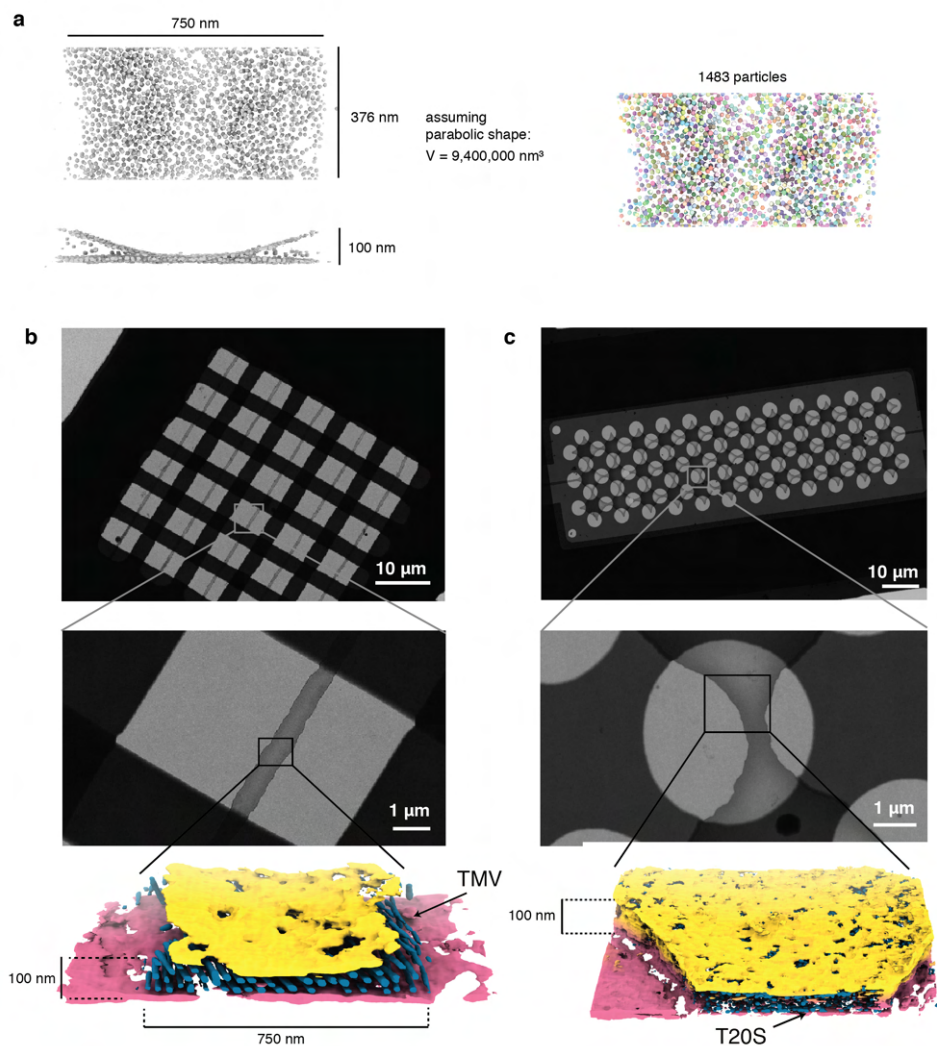 a
750 nm
376 nm
assuming
parabolic shape:
V = 9,400,000 nm³
1483 particles
100 nm
b
c
10 µm
10 µm
1 µm
1 µm
TMV
100 nm
750 nm
100 nm
T20S